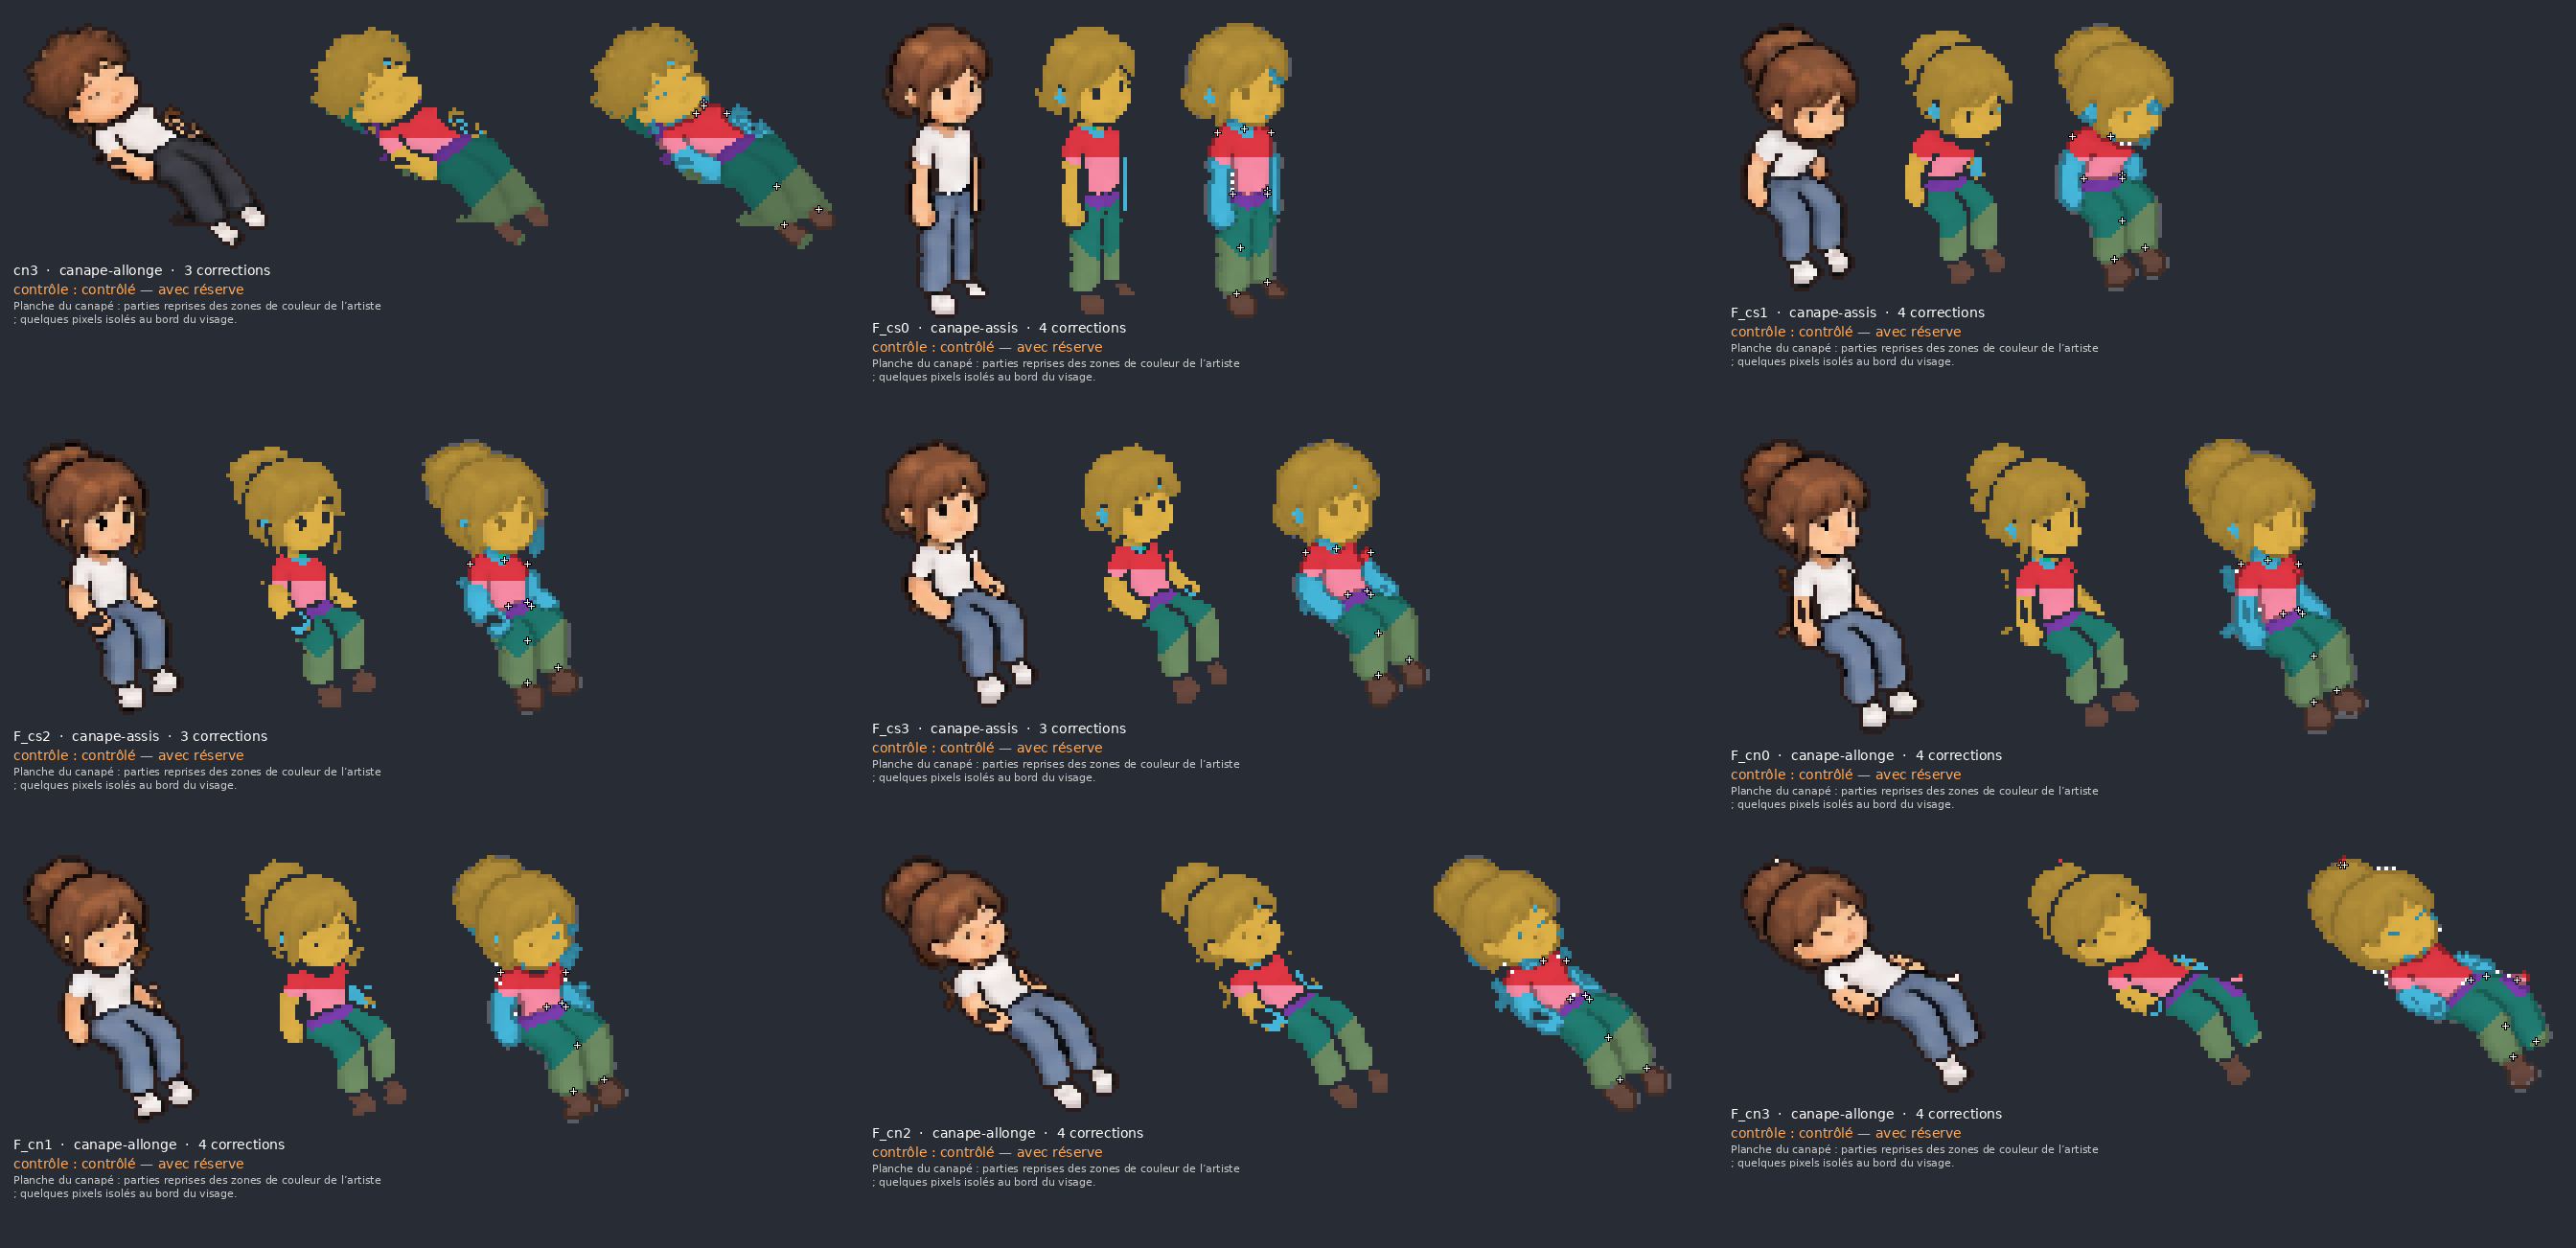 cn3 · canape-allonge · 3 corrections
contrôle : contrôlé — avec réserve
Planche du canapé : parties reprises des zones de couleur de l’artiste
; quelques pixels isolés au bord du visage.
F_cs0 · canape-assis · 4 corrections
contrôle : contrôlé — avec réserve
Planche du canapé : parties reprises des zones de couleur de l’artiste
; quelques pixels isolés au bord du visage.
F_cs1 · canape-assis · 4 corrections
contrôle : contrôlé — avec réserve
Planche du canapé : parties reprises des zones de couleur de l’artiste
; quelques pixels isolés au bord du visage.
F_cs2 · canape-assis · 3 corrections
contrôle : contrôlé — avec réserve
Planche du canapé : parties reprises des zones de couleur de l’artiste
; quelques pixels isolés au bord du visage.
F_cs3 · canape-assis · 3 corrections
contrôle : contrôlé — avec réserve
Planche du canapé : parties reprises des zones de couleur de l’artiste
; quelques pixels isolés au bord du visage.
F_cn0 · canape-allonge · 4 corrections
contrôle : contrôlé — avec réserve
Planche du canapé : parties reprises des zones de couleur de l’artiste
; quelques pixels isolés au bord du visage.
F_cn1 · canape-allonge · 4 corrections
contrôle : contrôlé — avec réserve
Planche du canapé : parties reprises des zones de couleur de l’artiste
; quelques pixels isolés au bord du visage.
F_cn2 · canape-allonge · 4 corrections
contrôle : contrôlé — avec réserve
Planche du canapé : parties reprises des zones de couleur de l’artiste
; quelques pixels isolés au bord du visage.
F_cn3 · canape-allonge · 4 corrections
contrôle : contrôlé — avec réserve
Planche du canapé : parties reprises des zones de couleur de l’artiste
; quelques pixels isolés au bord du visage.